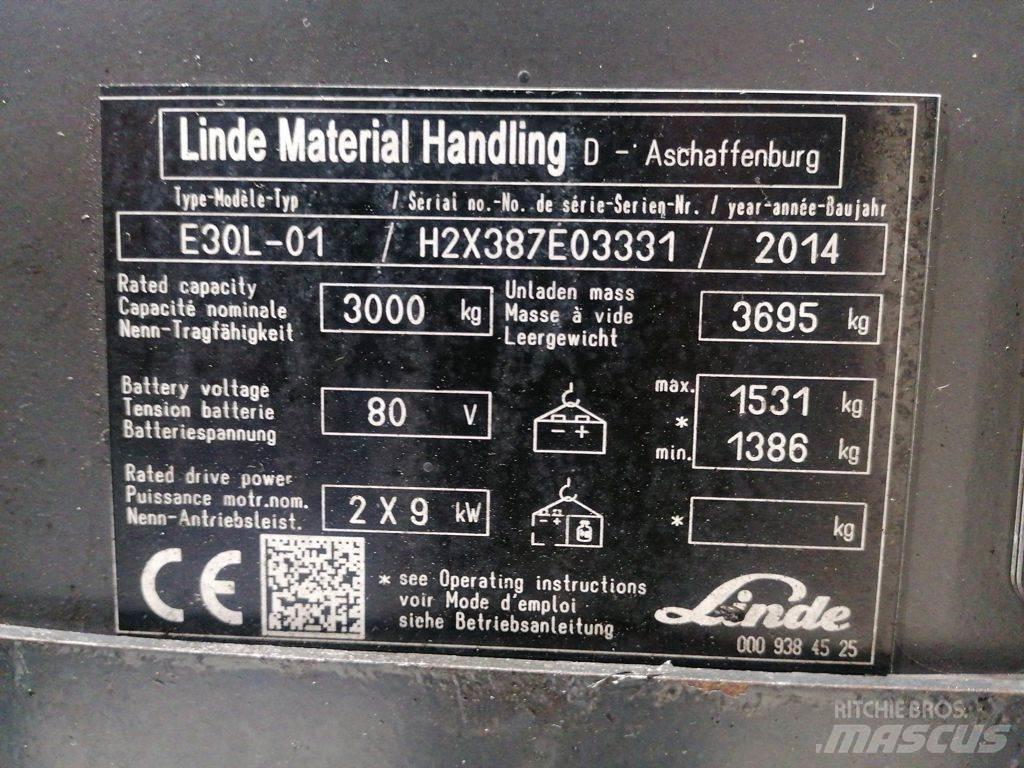 Linde Material Handling D - Aschaffenburg
Type-Modèle-Typ / Serial no.-No. de série-Serien-Nr. / year-année-Baujahr
E30L-01 / H2X387E03331 / 2014
Rated capacity
Capacité nominale
Nenn-Tragfähigkeit
3000 kg
Unladen mass
Masse à vide
Leergewicht
3695 kg
Battery voltage
Tension batterie
Batteriespannung
80 V
- +
max. 1531 kg
*
min. 1386 kg
Rated drive power
Puissance motr.nom.
Nenn-Antriebsleist.
2 X 9 kW
- +
kg
* kg
CE
* see Operating instructions
voir Mode d'emploi
siche Betriebsanleitung
Linde
000 938 45 25
RITCHIE BROS.
MASCUS